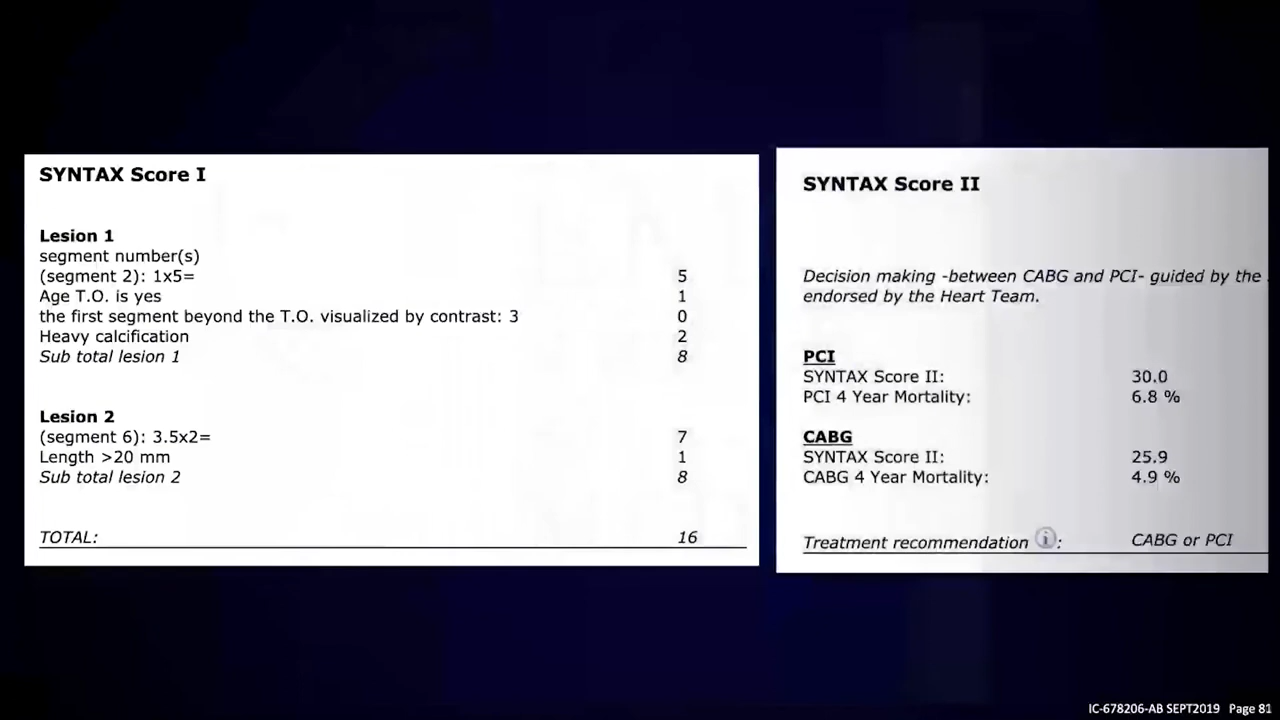 SYNTAX Score I
Lesion 1
segment number(s)
(segment 2): 1x5= 5
Age T.O. is yes 1
the first segment beyond the T.O. visualized by contrast: 3 0
Heavy calcification 2
Sub total lesion 1 8
Lesion 2
(segment 6): 3.5x2= 7
Length >20 mm 1
Sub total lesion 2 8
TOTAL: 16
SYNTAX Score II
Decision making -between CABG and PCI- guided by the
endorsed by the Heart Team.
PCI
SYNTAX Score II: 30.0
PCI 4 Year Mortality: 6.8 %
CABG
SYNTAX Score II: 25.9
CABG 4 Year Mortality: 4.9 %
Treatment recommendation i: CABG or PCI
IC-678206-AB SEPT2019 Page 81